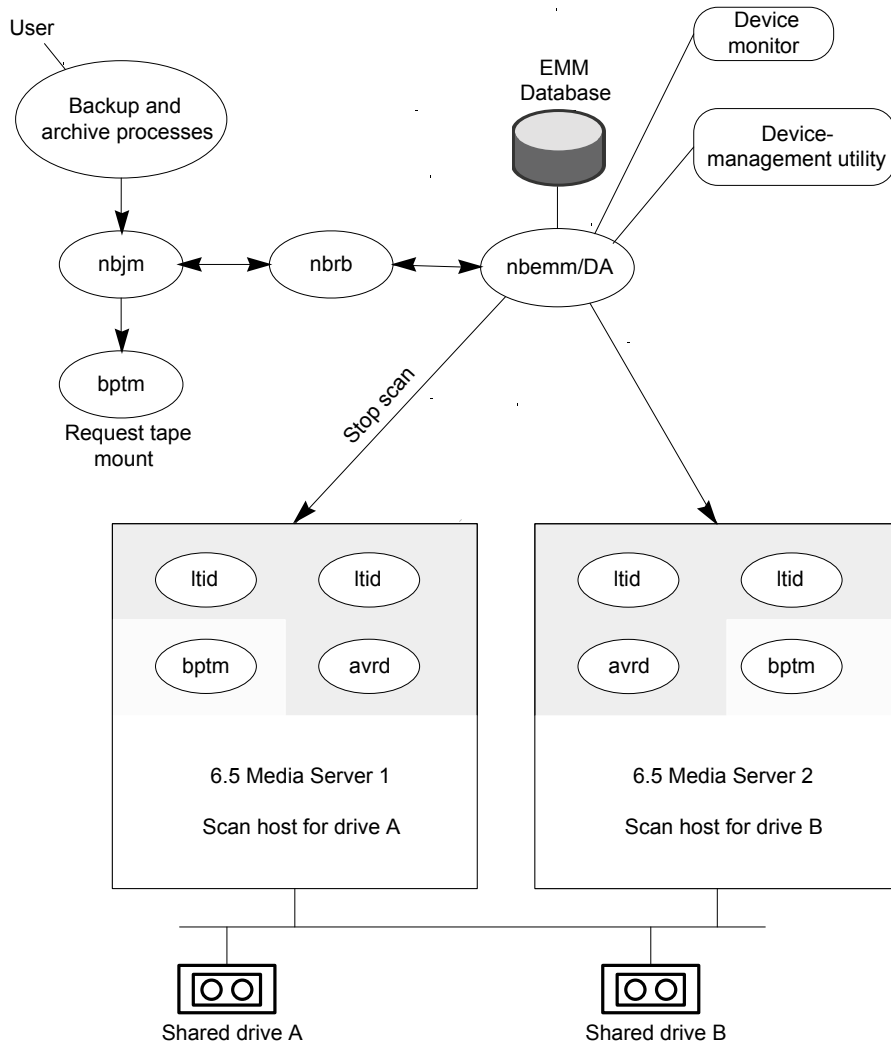 User
Device
monitor
EMM
Database
Backup and
archive processes
Device-
management utility
nbjm
nbrb
nbemm/DA
bptm
Request tape
mount
Stop scan
ltid
ltid
bptm
avrd
6.5 Media Server 1
Scan host for drive A
ltid
ltid
avrd
bptm
6.5 Media Server 2
Scan host for drive B
Shared drive A
Shared drive B